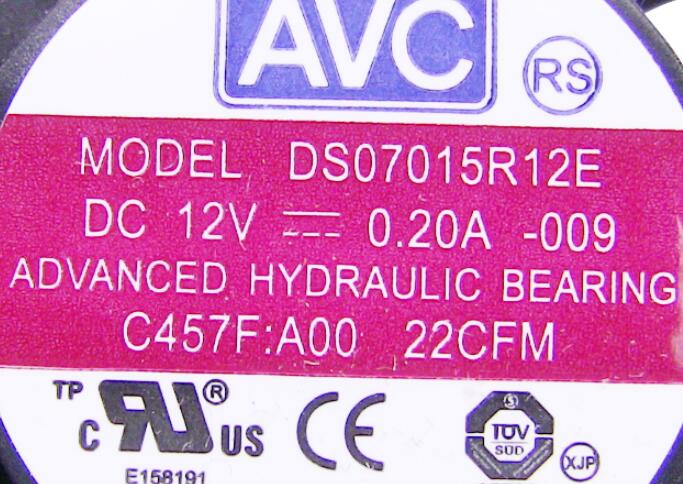 AVC
RS
MODEL DS07015R12E
DC 12V ⎓ 0.20A -009
ADVANCED HYDRAULIC BEARING
C457F:A00 22CFM
TP
C RU ® US
E158191
CE
S
TÜV
SÜD
XJP